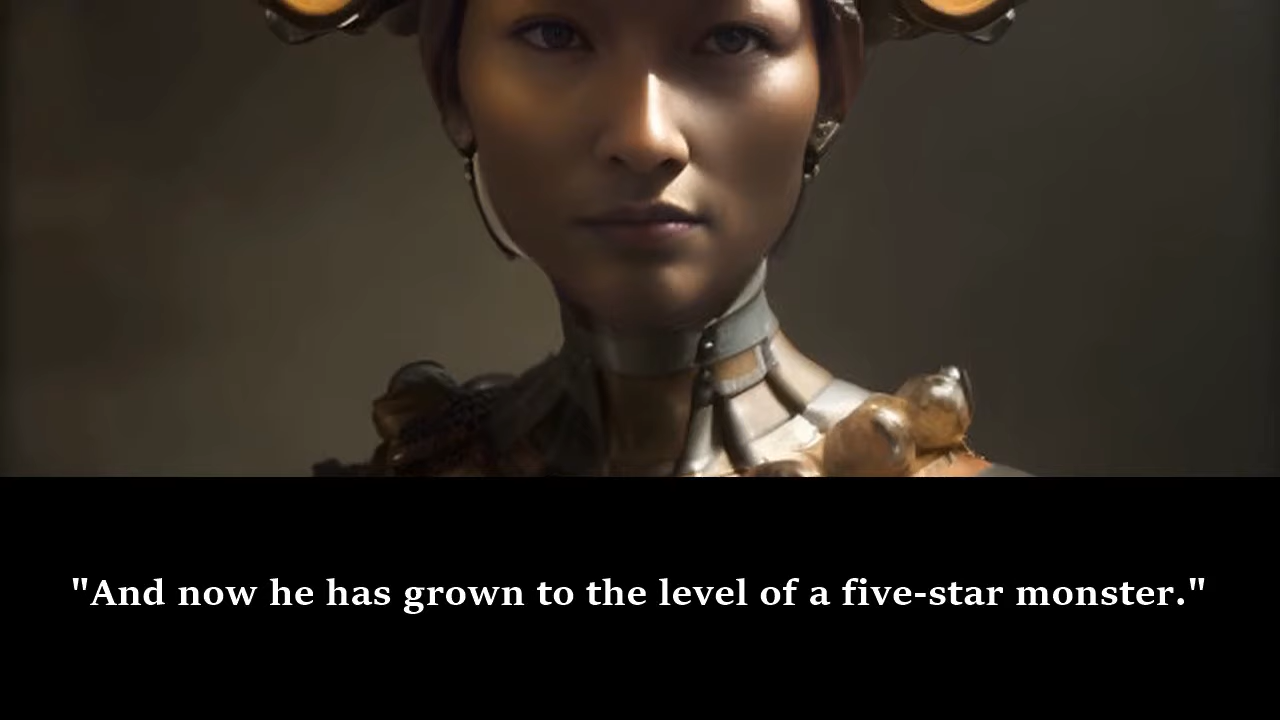 "And now he has grown to the level of a five-star monster."